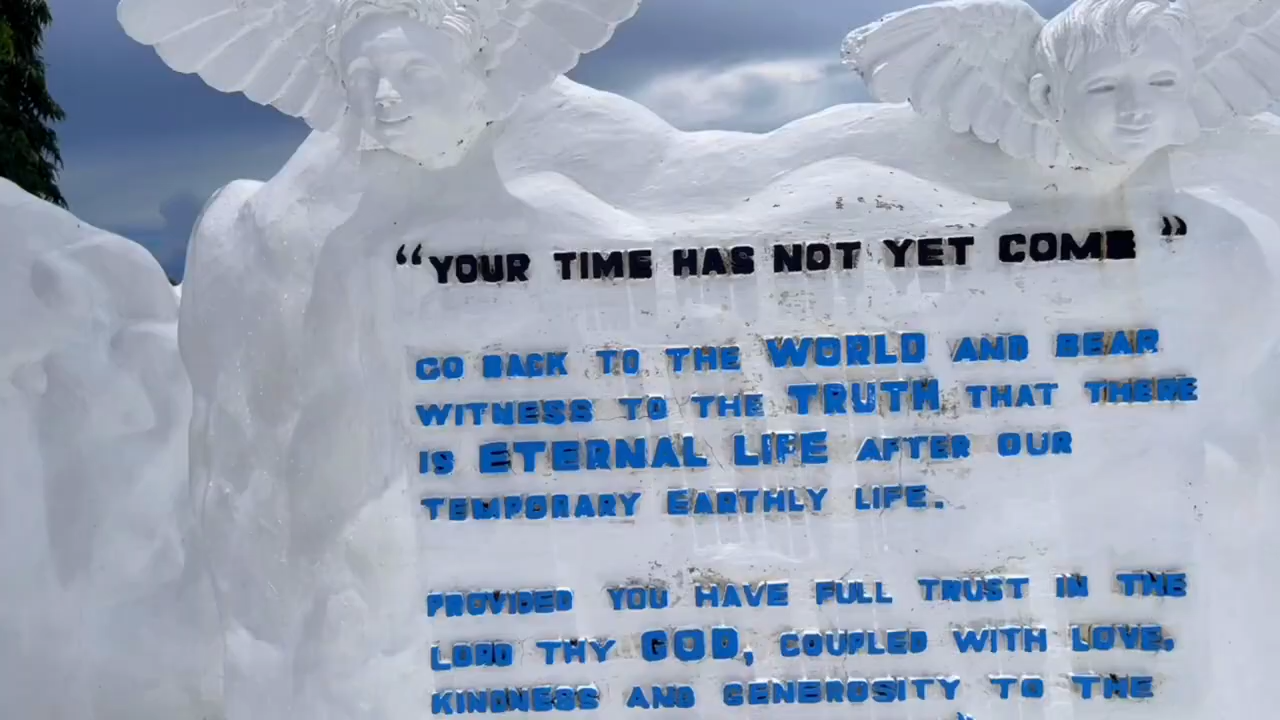 “YOUR TIME HAS NOT YET COME”
GO BACK TO THE WORLD AND BEAR
WITNESS TO THE TRUTH THAT THERE
IS ETERNAL LIFE AFTER OUR
TEMPORARY EARTHLY LIFE.
PROVIDED YOU HAVE FULL TRUST IN THE
LORD THY GOD, COUPLED WITH LOVE,
KINDNESS AND GENEROSITY TO THE
”